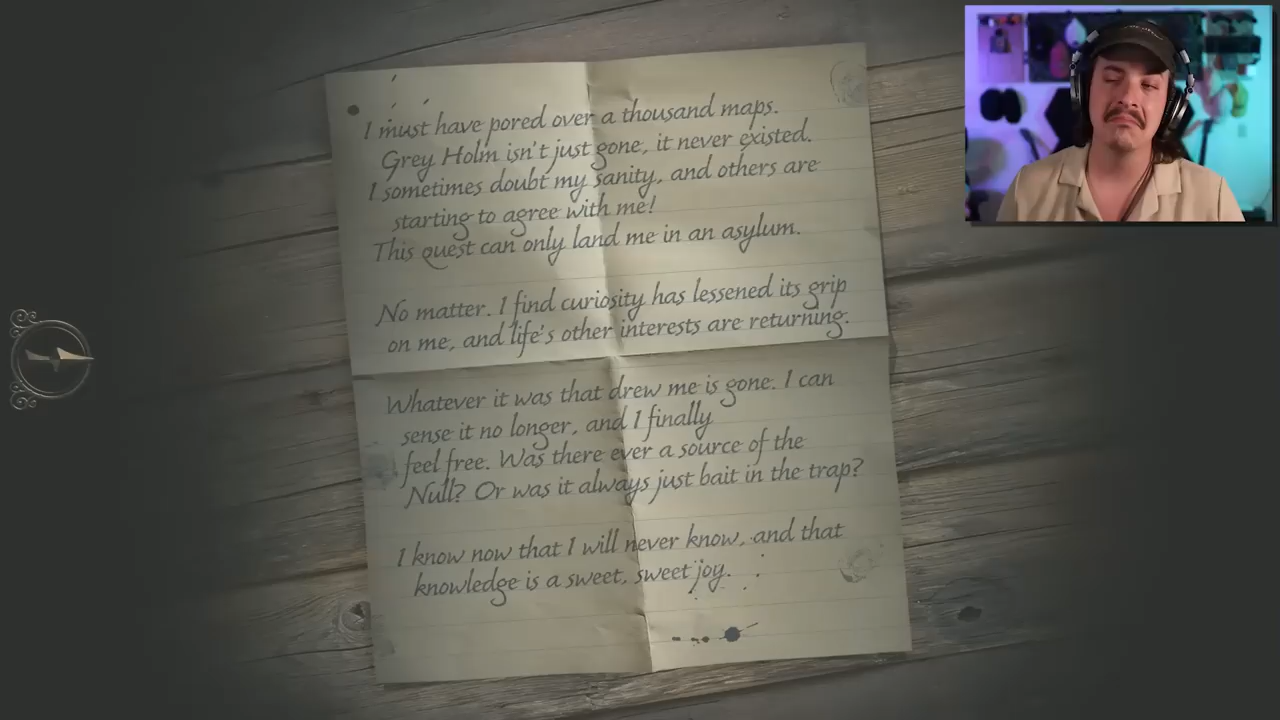 I must have pored over a thousand maps.
Grey Holm isn't just gone, it never existed.
I sometimes doubt my sanity, and others are
starting to agree with me!
This quest can only land me in an asylum.
No matter. I find curiosity has lessened its grip
on me, and life's other interests are returning.
Whatever it was that drew me is gone. I can
sense it no longer, and I finally
feel free. Was there ever a source of the
Null? Or was it always just bait in the trap?
I know now that I will never know, and that
knowledge is a sweet, sweet joy.